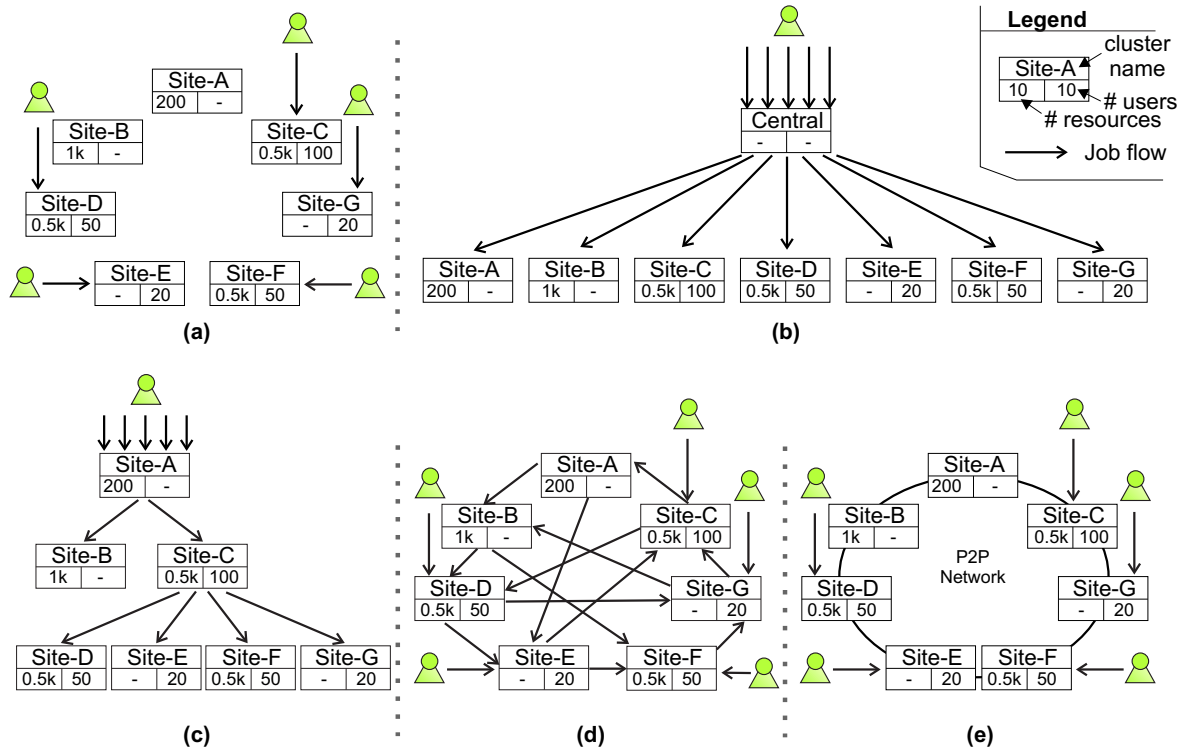 Site-A
200 -
Site-B
1k -
Site-C
0.5k 100
Site-D
0.5k 50
Site-G
- 20
Site-E
- 20
Site-F
0.5k 50
(a)
Central
- -
Site-A
200 -
Site-B
1k -
Site-C
0.5k 100
Site-D
0.5k 50
Site-E
- 20
Site-F
0.5k 50
Site-G
- 20
(b)
Legend
cluster
name
Site-A
10 10
# users
# resources
Job flow
Site-A
200 -
Site-B
1k -
Site-C
0.5k 100
Site-D
0.5k 50
Site-E
- 20
Site-F
0.5k 50
Site-G
- 20
(c)
Site-A
200 -
Site-B
1k -
Site-C
0.5k 100
Site-D
0.5k 50
Site-G
- 20
Site-E
- 20
Site-F
0.5k 50
(d)
Site-A
200 -
Site-B
1k -
Site-C
0.5k 100
P2P
Network
Site-D
0.5k 50
Site-G
- 20
Site-E
- 20
Site-F
0.5k 50
(e)